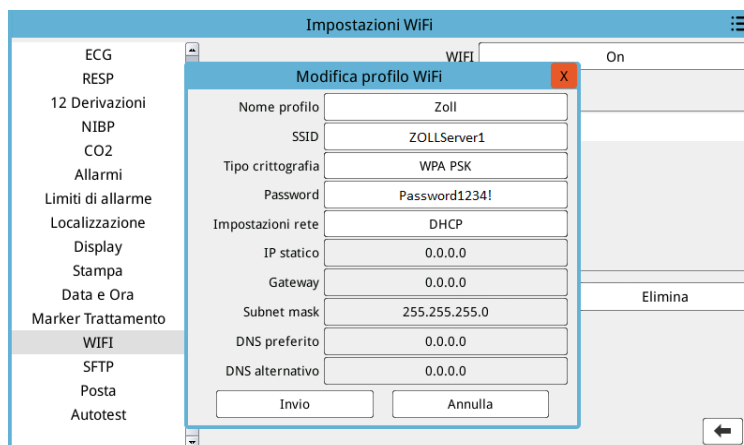 Impostazioni WiFi
ECG
RESP
12 Derivazioni
NIBP
CO2
Allarmi
Limiti di allarme
Localizzazione
Display
Stampa
Data e Ora
Marker Trattamento
WIFI
SFTP
Posta
Autotest
WIFI On
Modifica profilo WiFi X
Nome profilo Zoll
SSID ZOLLServer1
Tipo crittografia WPA PSK
Password Password1234!
Impostazioni rete DHCP
IP statico 0.0.0.0
Gateway 0.0.0.0
Subnet mask 255.255.255.0
DNS preferito 0.0.0.0
DNS alternativo 0.0.0.0
Invio Annulla
Elimina